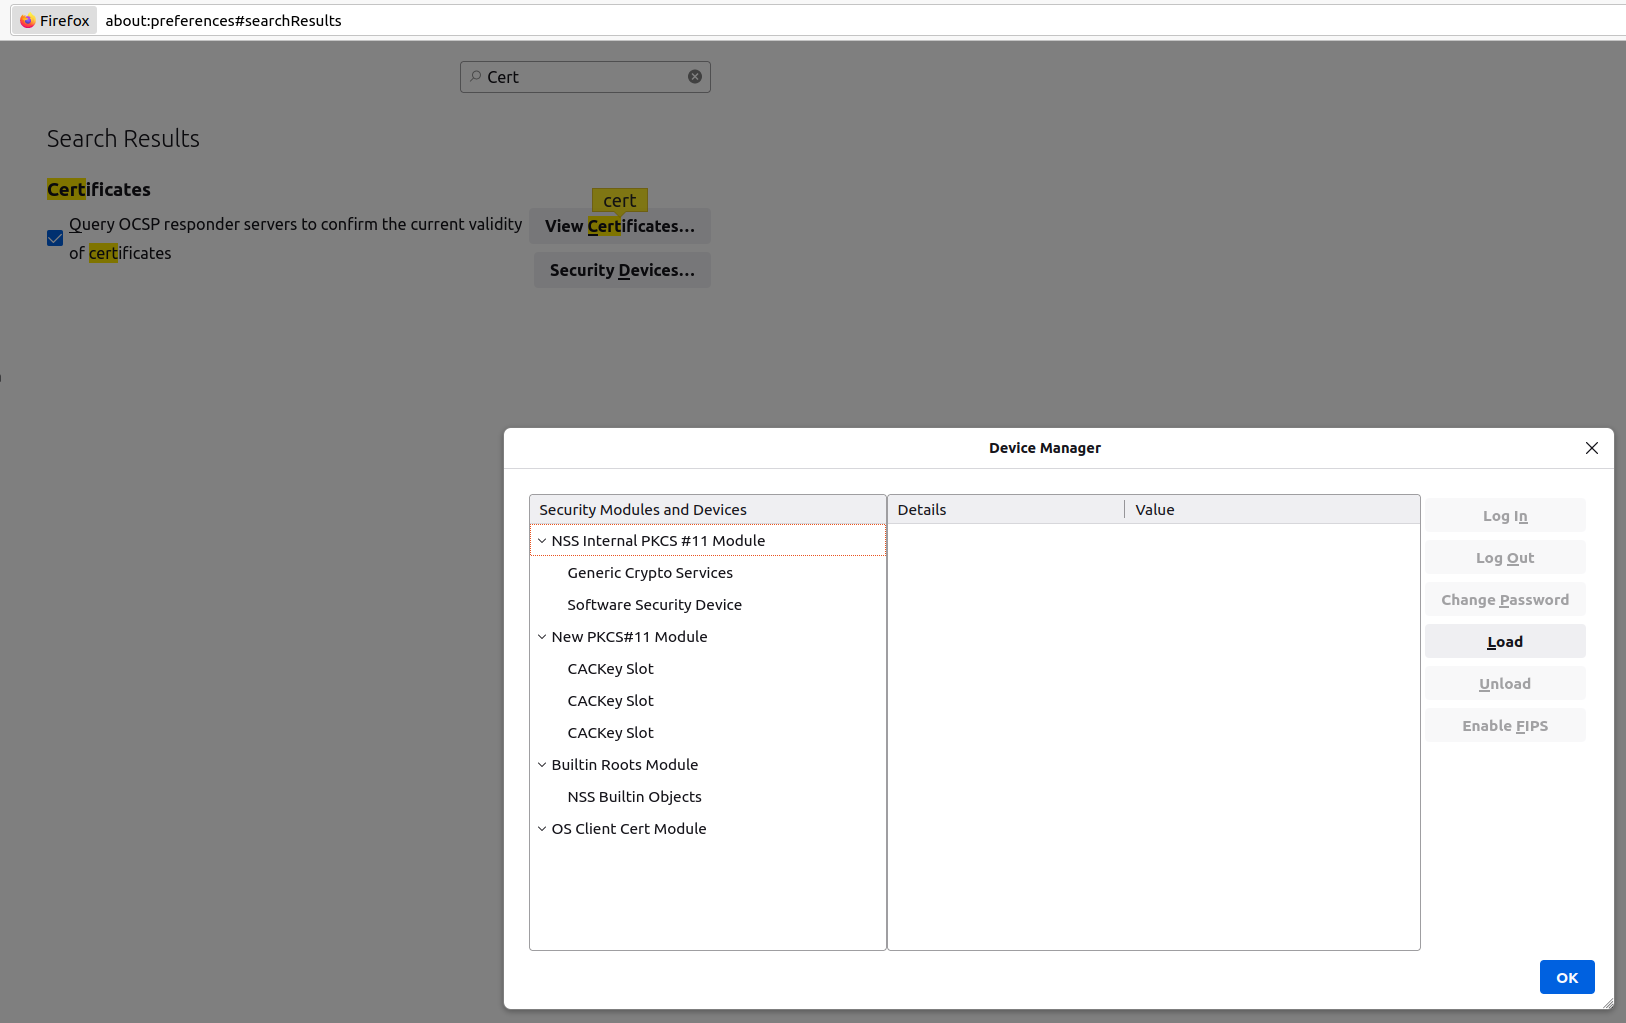 Firefox about:preferences#searchResults
Cert
Search Results
Certificates
cert
Query OCSP responder servers to confirm the current validity
of certificates
View Certificates...
Security Devices...
Device Manager
Security Modules and Devices
Details
Value
NSS Internal PKCS #11 Module
Generic Crypto Services
Software Security Device
New PKCS#11 Module
CACKey Slot
CACKey Slot
CACKey Slot
Builtin Roots Module
NSS Builtin Objects
OS Client Cert Module
Log In
Log Out
Change Password
Load
Unload
Enable FIPS
OK